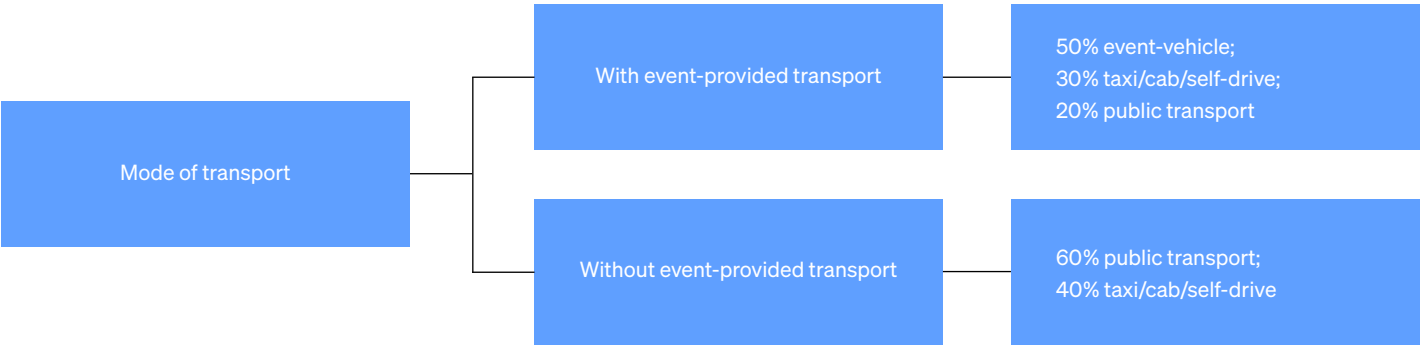 Mode of transport
With event-provided transport
50% event-vehicle;
30% taxi/cab/self-drive;
20% public transport
Without event-provided transport
60% public transport;
40% taxi/cab/self-drive